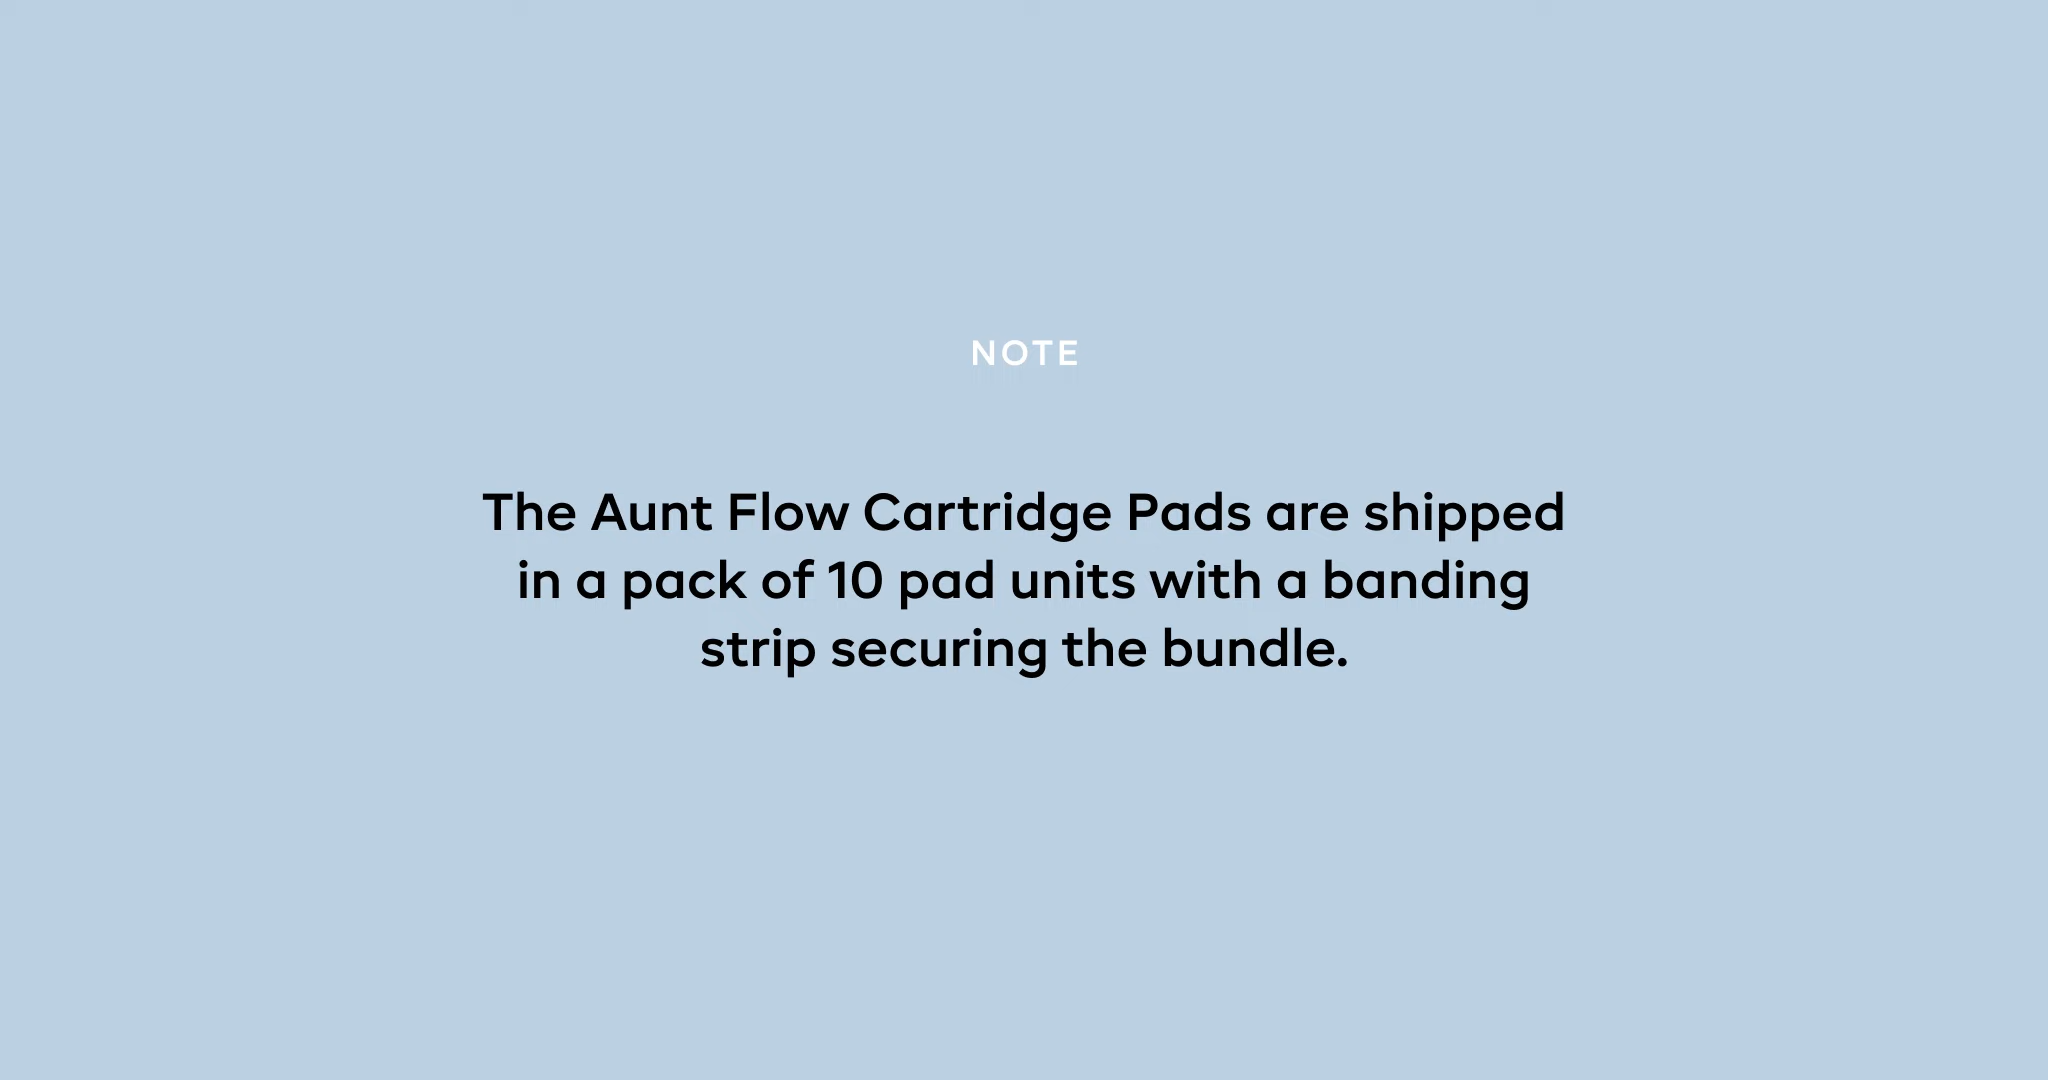 NOTE
The Aunt Flow Cartridge Pads are shipped
in a pack of 10 pad units with a banding
strip securing the bundle.